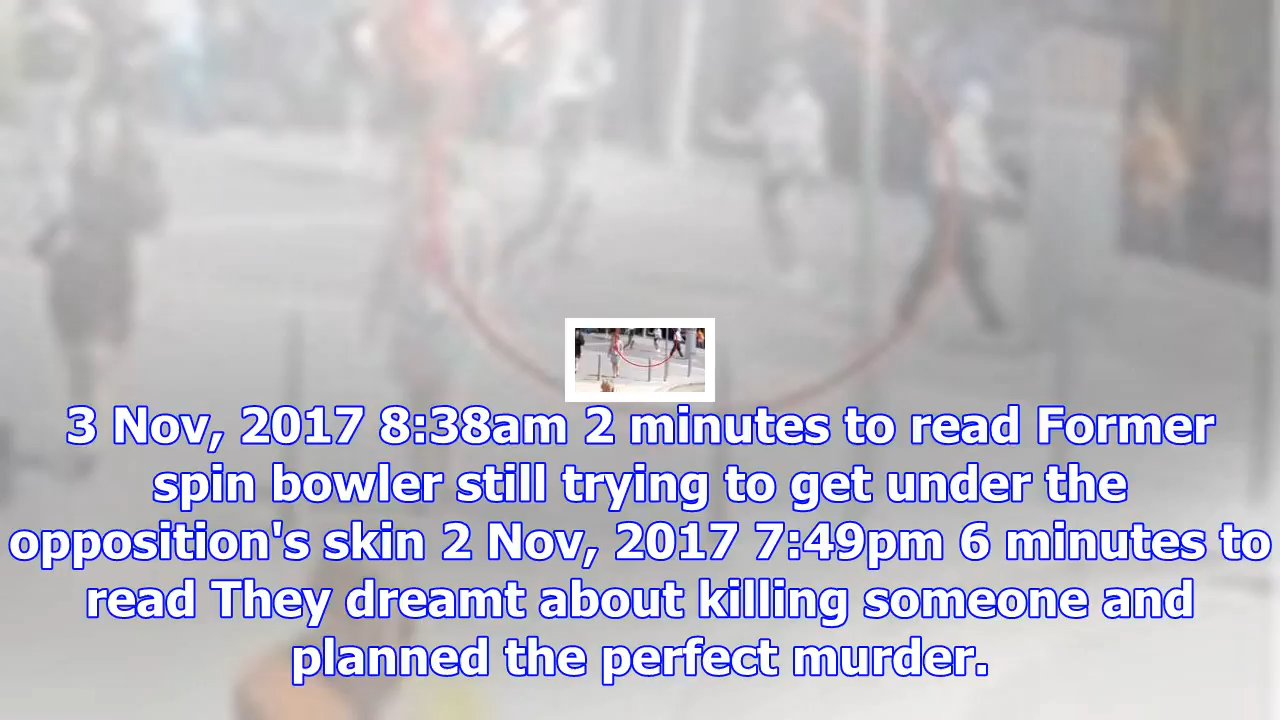 3 Nov, 2017 8:38am 2 minutes to read Former
spin bowler still trying to get under the
opposition's skin 2 Nov, 2017 7:49pm 6 minutes to
read They dreamt about killing someone and
planned the perfect murder.